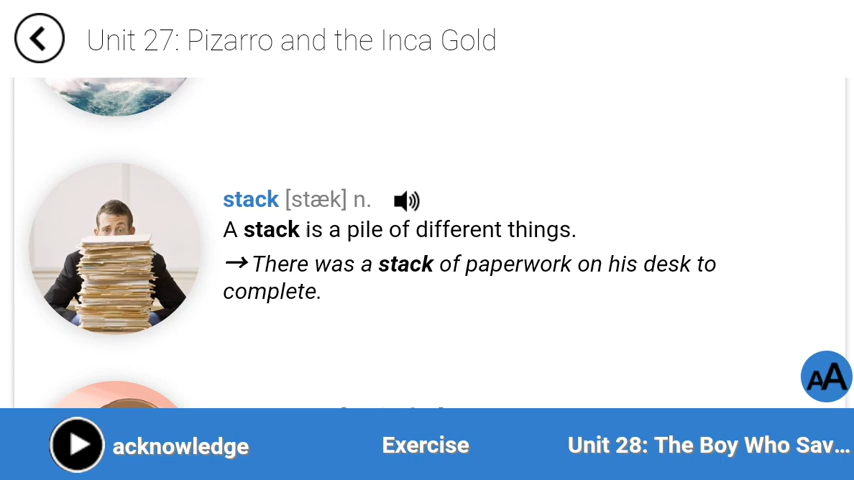 Unit 27: Pizarro and the Inca Gold
stack [stæk] n.
A stack is a pile of different things.
→ There was a stack of paperwork on his desk to
complete.
AA
acknowledge
Exercise
Unit 28: The Boy Who Sav...